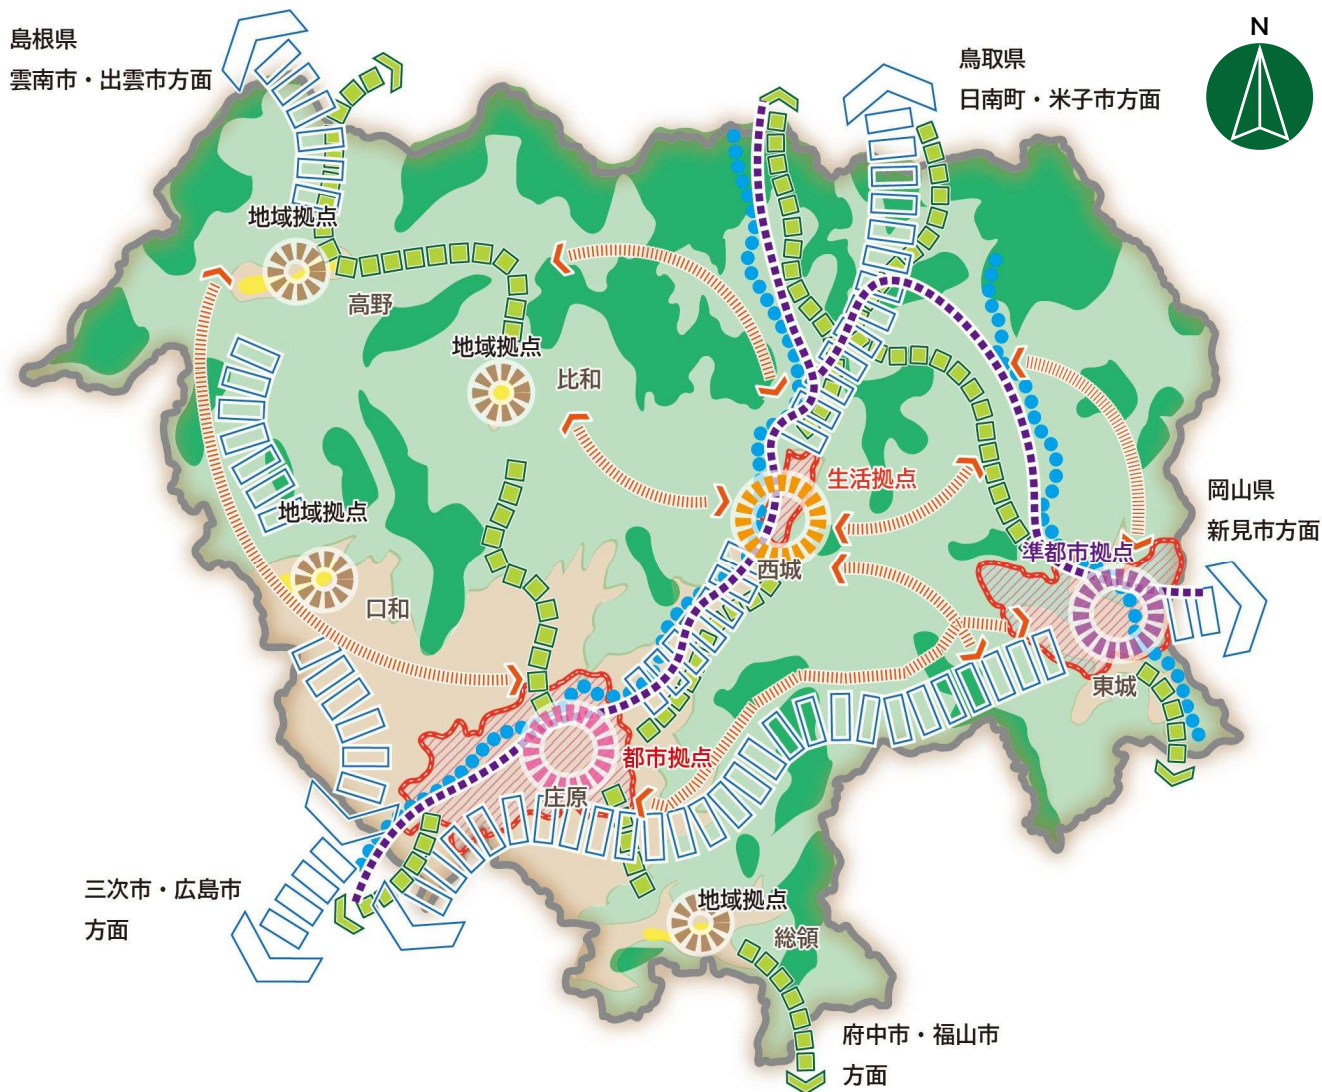 島根県
雲南市・出雲市方面
鳥取県
日南町・米子市方面
N
地域拠点
高野
地域拠点
比和
生活拠点
西城
岡山県
新見市方面
地域拠点
口和
準都市拠点
東城
都市拠点
庄原
三次市・広島市
方面
地域拠点
総領
府中市・福山市
方面